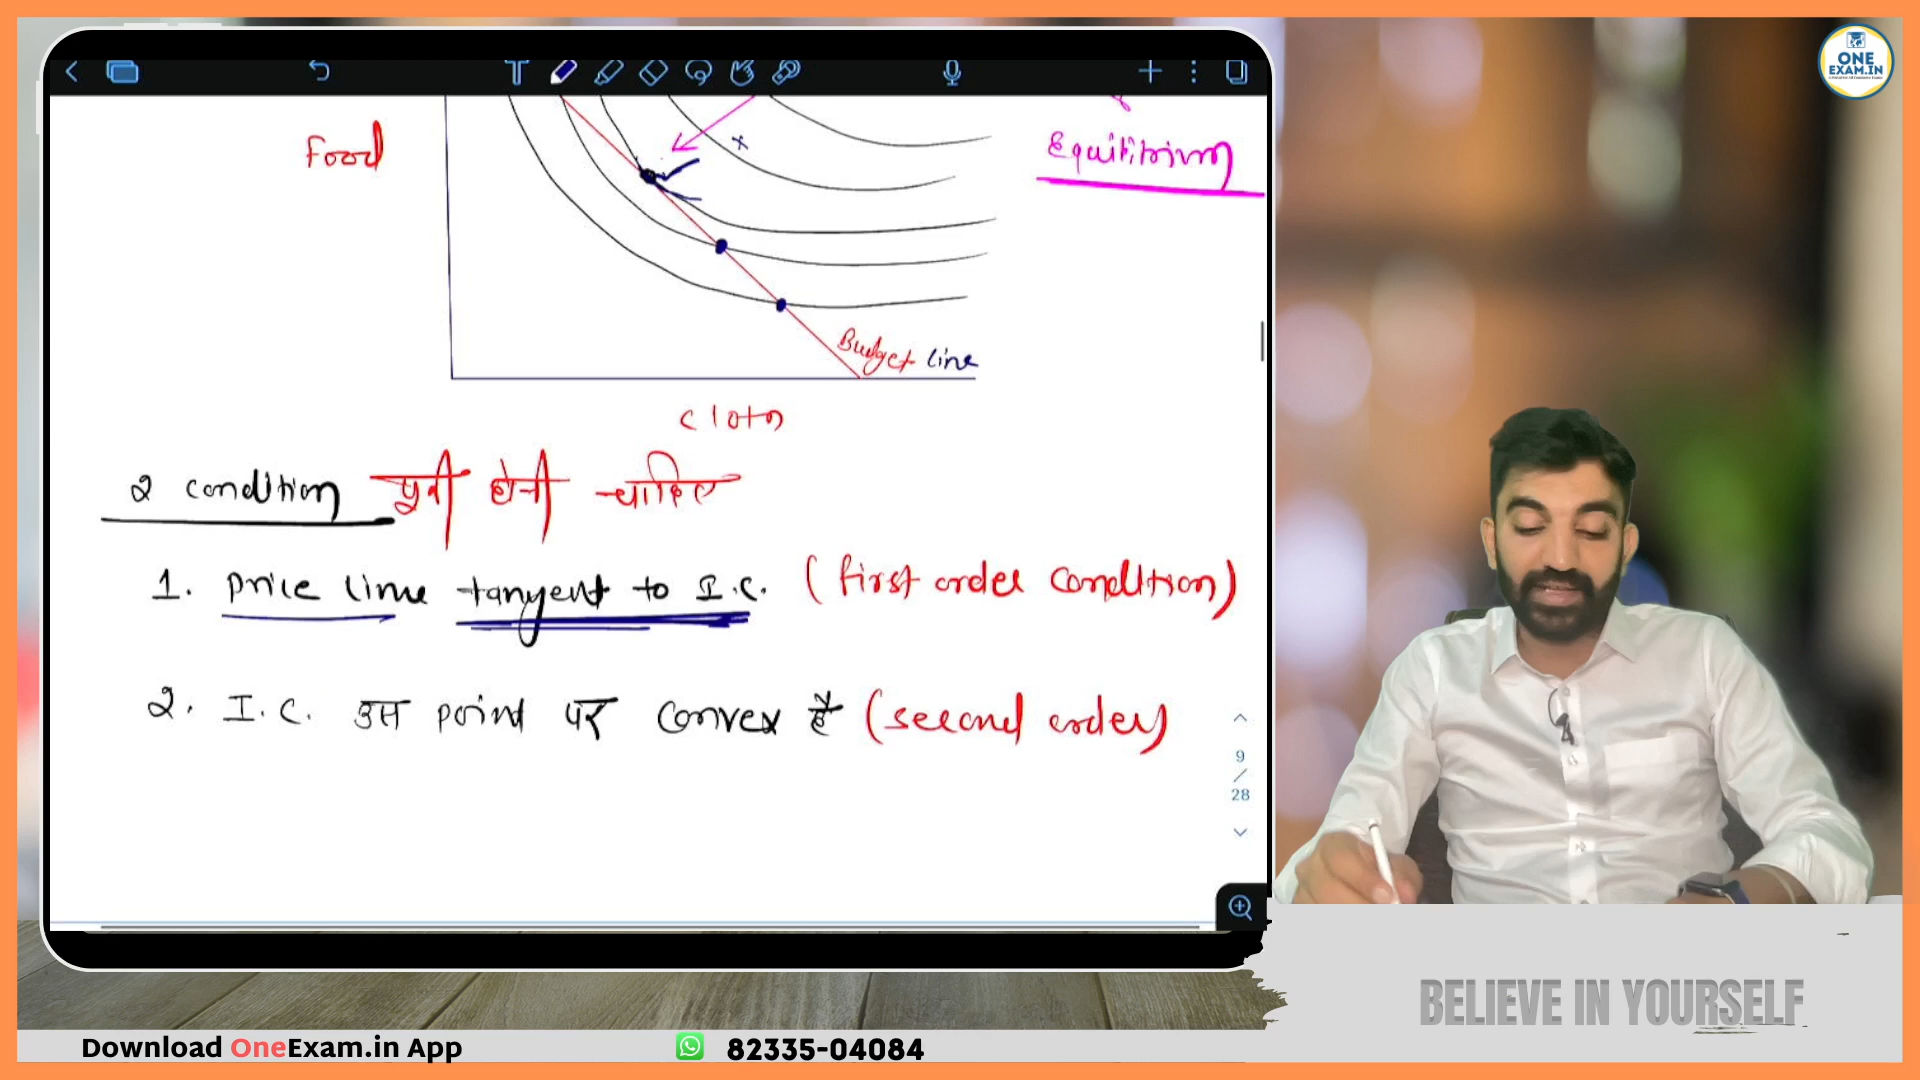 ONE
EXAM.IN
Food
x
Equilibrium
Budget line
Cloth
2 condition पूरी होनी चाहिए
1. Price line tangent to I.C. (first order condition)
2. I.C. उस point पर convex है (second order)
9
/
28
BELIEVE IN YOURSELF
Download OneExam.in App
82335-04084